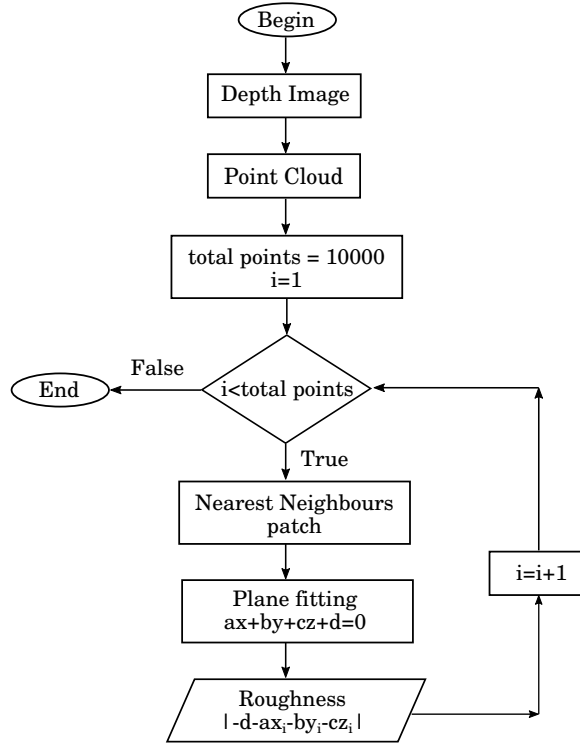 Begin
Depth Image
Point Cloud
total points = 10000
i=1
i<total points
False
End
True
Nearest Neighbours
patch
Plane fitting
ax+by+cz+d=0
Roughness
|-d-axᵢ-byᵢ-czᵢ|
i=i+1